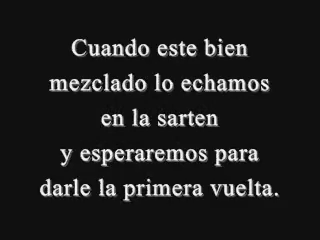 Cuando este bien
mezclado lo echamos
en la sarten
y esperaremos para
darle la primera vuelta.